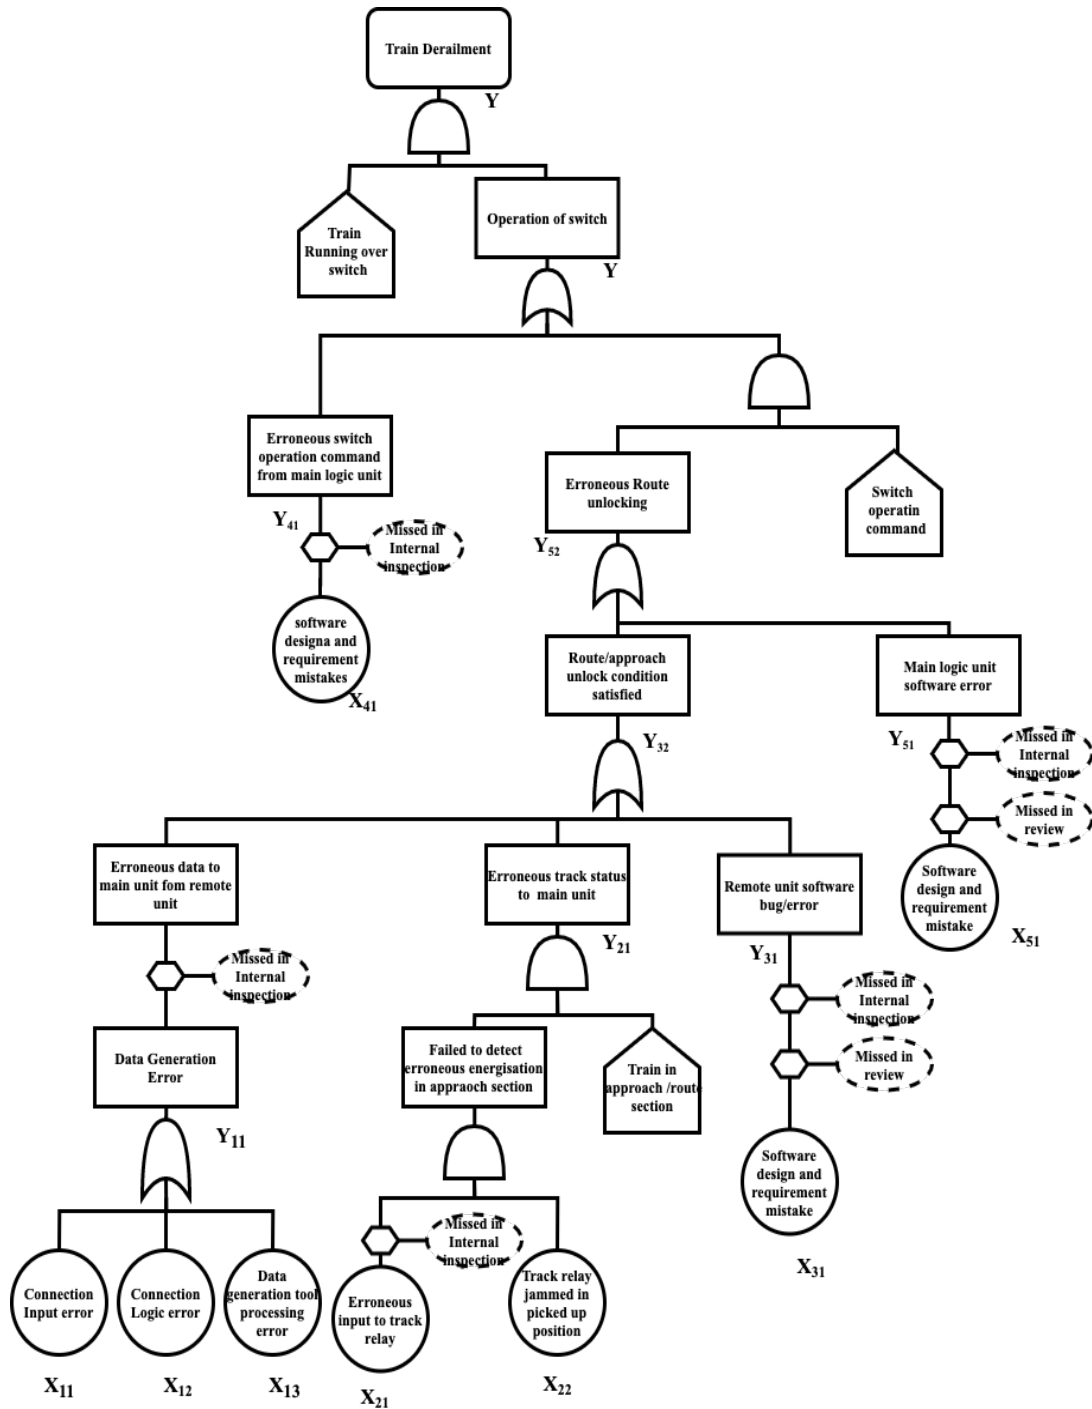 Train Derailment
Y
Train
Running over
switch
Operation of switch
Y
Erroneous switch
operation command
from main logic unit
Y41
Missed in
Internal
inspection
software
designa and
requirement
mistakes
X41
Erroneous Route
unlocking
Y52
Switch
operatin
command
Route/approach
unlock condition
satisfied
Y32
Main logic unit
software error
Y51
Missed in
Internal
inspection
Missed in
review
Software
design and
requirement
mistake
X51
Erroneous data to
main unit fom remote
unit
Missed in
Internal
inspection
Data Generation
Error
Y11
Connection
Input error
X11
Connection
Logic error
X12
Data
generation tool
processing
error
X13
Erroneous track status
to main unit
Y21
Failed to detect
erroneous energisation
in appraoch section
Train in
approach /route
section
Missed in
Internal
inspection
Erroneous
input to track
relay
X21
Track relay
jammed in
picked up
position
X22
Remote unit software
bug/error
Y31
Missed in
Internal
inspection
Missed in
review
Software
design and
requirement
mistake
X31